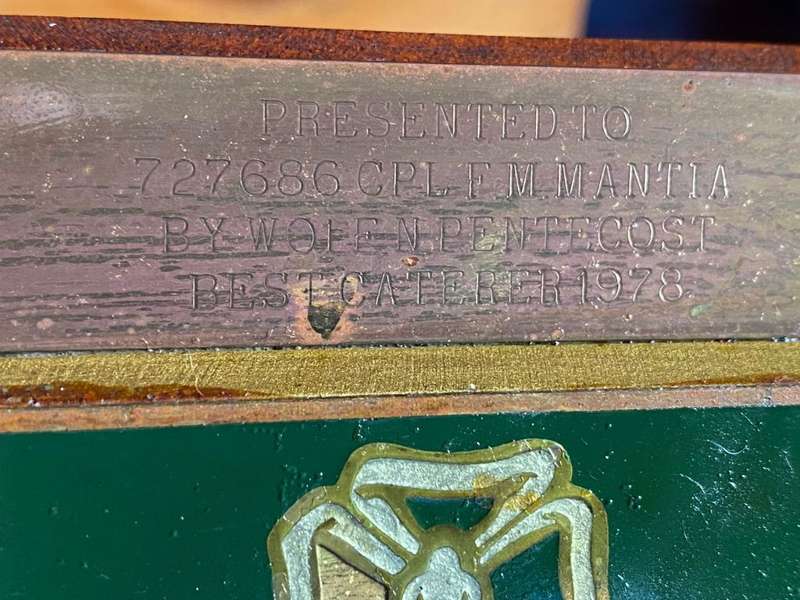 PRESENTED TO
727686 CPL F M. MANTIA
BY WO1 F N. PENTECOST
BEST CATERER 1978